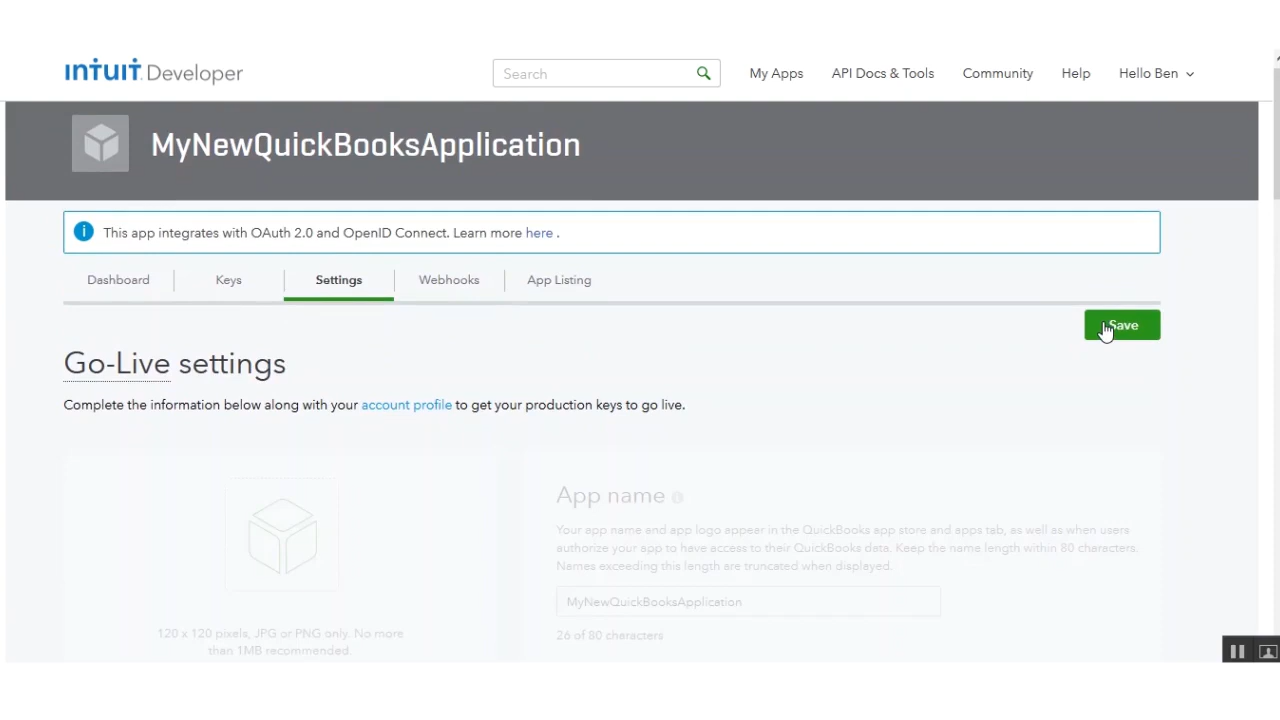 ıntuıt Developer
Search
My Apps
API Docs & Tools
Community
Help
Hello Ben
MyNewQuickBooksApplication
This app integrates with OAuth 2.0 and OpenID Connect. Learn more here .
Dashboard
Keys
Settings
Webhooks
App Listing
Save
Go-Live settings
Complete the information below along with your account profile to get your production keys to go live.
App name
Your app name and app logo appear in the QuickBooks app store and apps tab, as well as when users
authorize your app to have access to their QuickBooks data. Keep the name length within 80 characters.
Names exceeding this length are truncated when displayed.
MyNewQuickBooksApplication
26 of 80 characters
120 x 120 pixels, JPG or PNG only. No more
than 1MB recommended.